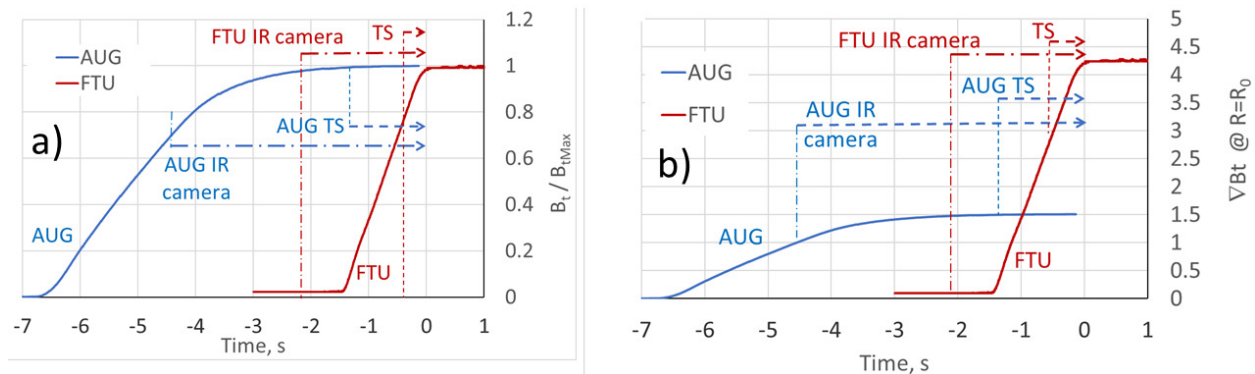 a)
AUG
FTU
FTU IR camera
TS
AUG TS
AUG IR
camera
AUG
FTU
1.2
1
0.8
0.6
0.4
0.2
0
Bt / BtMax
-7 -6 -5 -4 -3 -2 -1 0 1
Time, s
b)
AUG
FTU
FTU IR camera
TS
AUG TS
AUG IR
camera
AUG
FTU
5
4.5
4
3.5
3
2.5
2
1.5
1
0.5
0
∇Bt @ R=R0
-7 -6 -5 -4 -3 -2 -1 0 1
Time, s